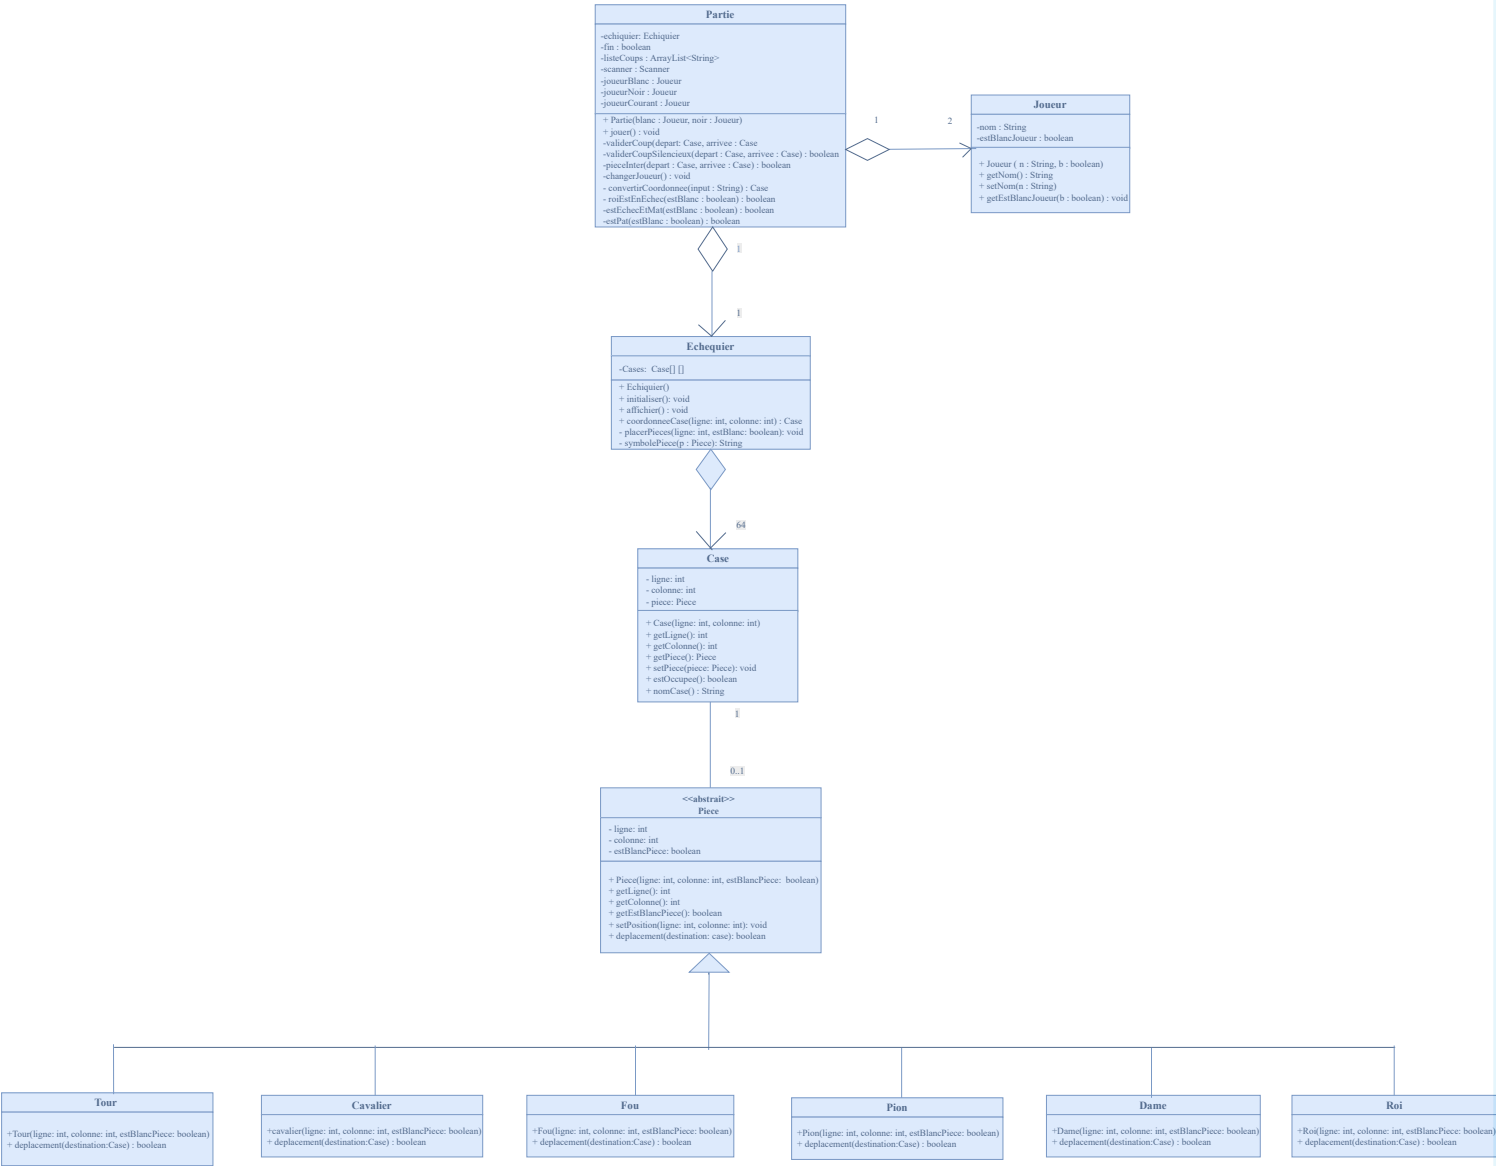 Partie
-echiquier: Echiquier
-fin : boolean
-listeCoups : ArrayList<String>
-scanner : Scanner
-joueurBlanc : Joueur
-joueurNoir : Joueur
-joueurCourant : Joueur
+ Partie(blanc : Joueur, noir : Joueur)
+ jouer() : void
-validerCoup(depart: Case, arrivee : Case
-validerCoupSilencieux(depart : Case, arrivee : Case) : boolean
-pieceInter(depart : Case, arrivee : Case) : boolean
-changerJoueur() : void
- convertirCoordonnee(input : String) : Case
- roiEstEnEchec(estBlanc : boolean) : boolean
-estEchecEtMat(estBlanc : boolean) : boolean
-estPat(estBlanc : boolean) : boolean
1
2
Joueur
-nom : String
-estBlancJoueur : boolean
+ Joueur ( n : String, b : boolean)
+ getNom() : String
+ setNom(n : String)
+ getEstBlancJoueur(b : boolean) : void
1
1
Echequier
-Cases: Case[] []
+ Echiquier()
+ initialiser(): void
+ affichier() : void
+ coordonneeCase(ligne: int, colonne: int) : Case
- placerPieces(ligne: int, estBlanc: boolean): void
- symbolePiece(p : Piece): String
64
Case
- ligne: int
- colonne: int
- piece: Piece
+ Case(ligne: int, colonne: int)
+ getLigne(): int
+ getColonne(): int
+ getPiece(): Piece
+ setPiece(piece: Piece): void
+ estOccupee(): boolean
+ nomCase() : String
1
0..1
<<abstrait>>
Piece
- ligne: int
- colonne: int
- estBlancPiece: boolean
+ Piece(ligne: int, colonne: int, estBlancPiece: boolean)
+ getLigne(): int
+ getColonne(): int
+ getEstBlancPiece(): boolean
+ setPosition(ligne: int, colonne: int): void
+ deplacement(destination: case): boolean
Tour
+Tour(ligne: int, colonne: int, estBlancPiece: boolean)
+ deplacement(destination:Case) : boolean
Cavalier
+cavalier(ligne: int, colonne: int, estBlancPiece: boolean)
+ deplacement(destination:Case) : boolean
Fou
+Fou(ligne: int, colonne: int, estBlancPiece: boolean)
+ deplacement(destination:Case) : boolean
Pion
+Pion(ligne: int, colonne: int, estBlancPiece: boolean)
+ deplacement(destination:Case) : boolean
Dame
+Dame(ligne: int, colonne: int, estBlancPiece: boolean)
+ deplacement(destination:Case) : boolean
Roi
+Roi(ligne: int, colonne: int, estBlancPiece: boolean)
+ deplacement(destination:Case) : boolean